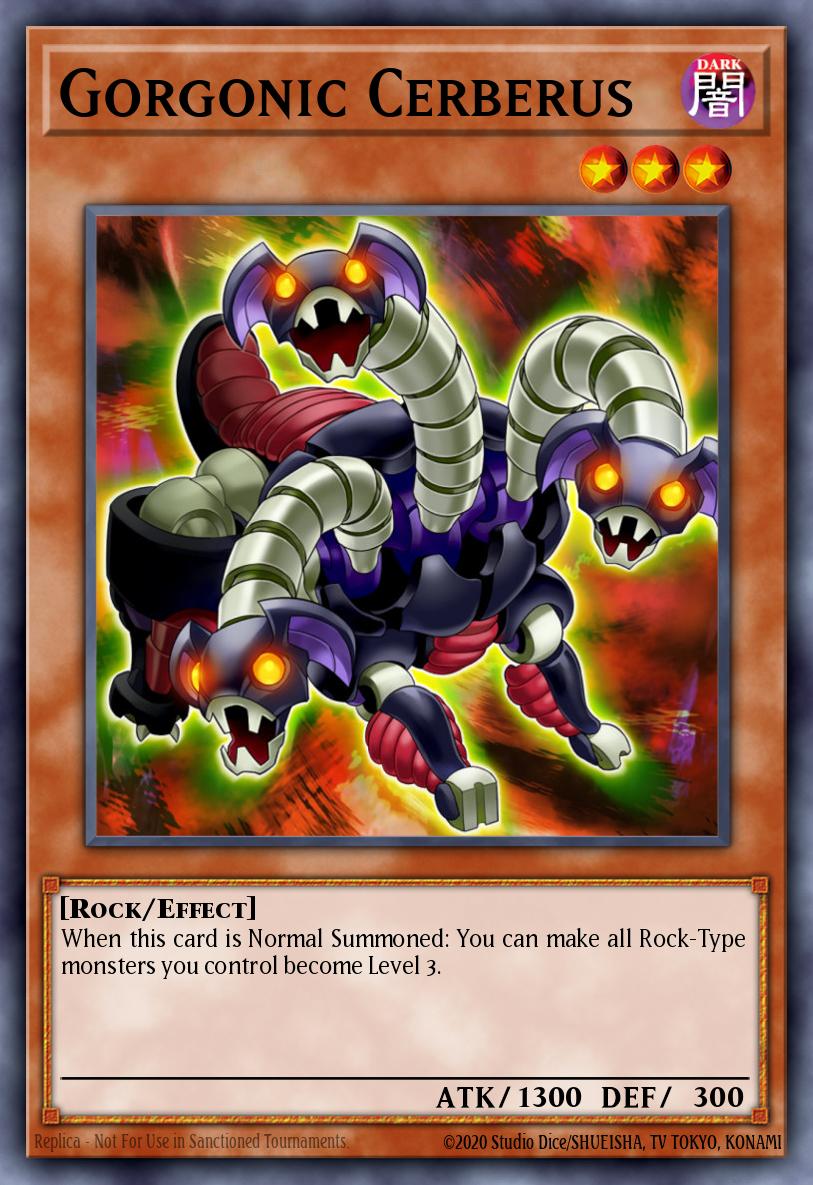 Gorgonic Cerberus
DARK
闇
[Rock/Effect]
When this card is Normal Summoned: You can make all Rock-Type
monsters you control become Level 3.
ATK/1300 DEF/ 300
Replica - Not For Use in Sanctioned Tournaments.
©2020 Studio Dice/SHUEISHA, TV TOKYO, KONAMI